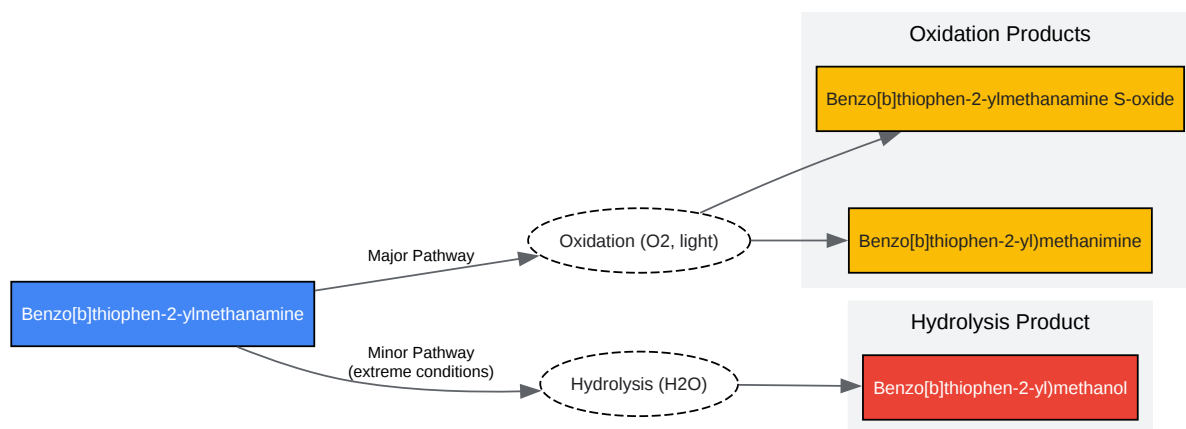 Oxidation Products
Benzo[b]thiophen-2-ylmethanamine S-oxide
Oxidation (O2, light)
Benzo[b]thiophen-2-yl)methanimine
Major Pathway
Benzo[b]thiophen-2-ylmethanamine
Hydrolysis Product
Minor Pathway
(extreme conditions)
Hydrolysis (H2O)
Benzo[b]thiophen-2-yl)methanol